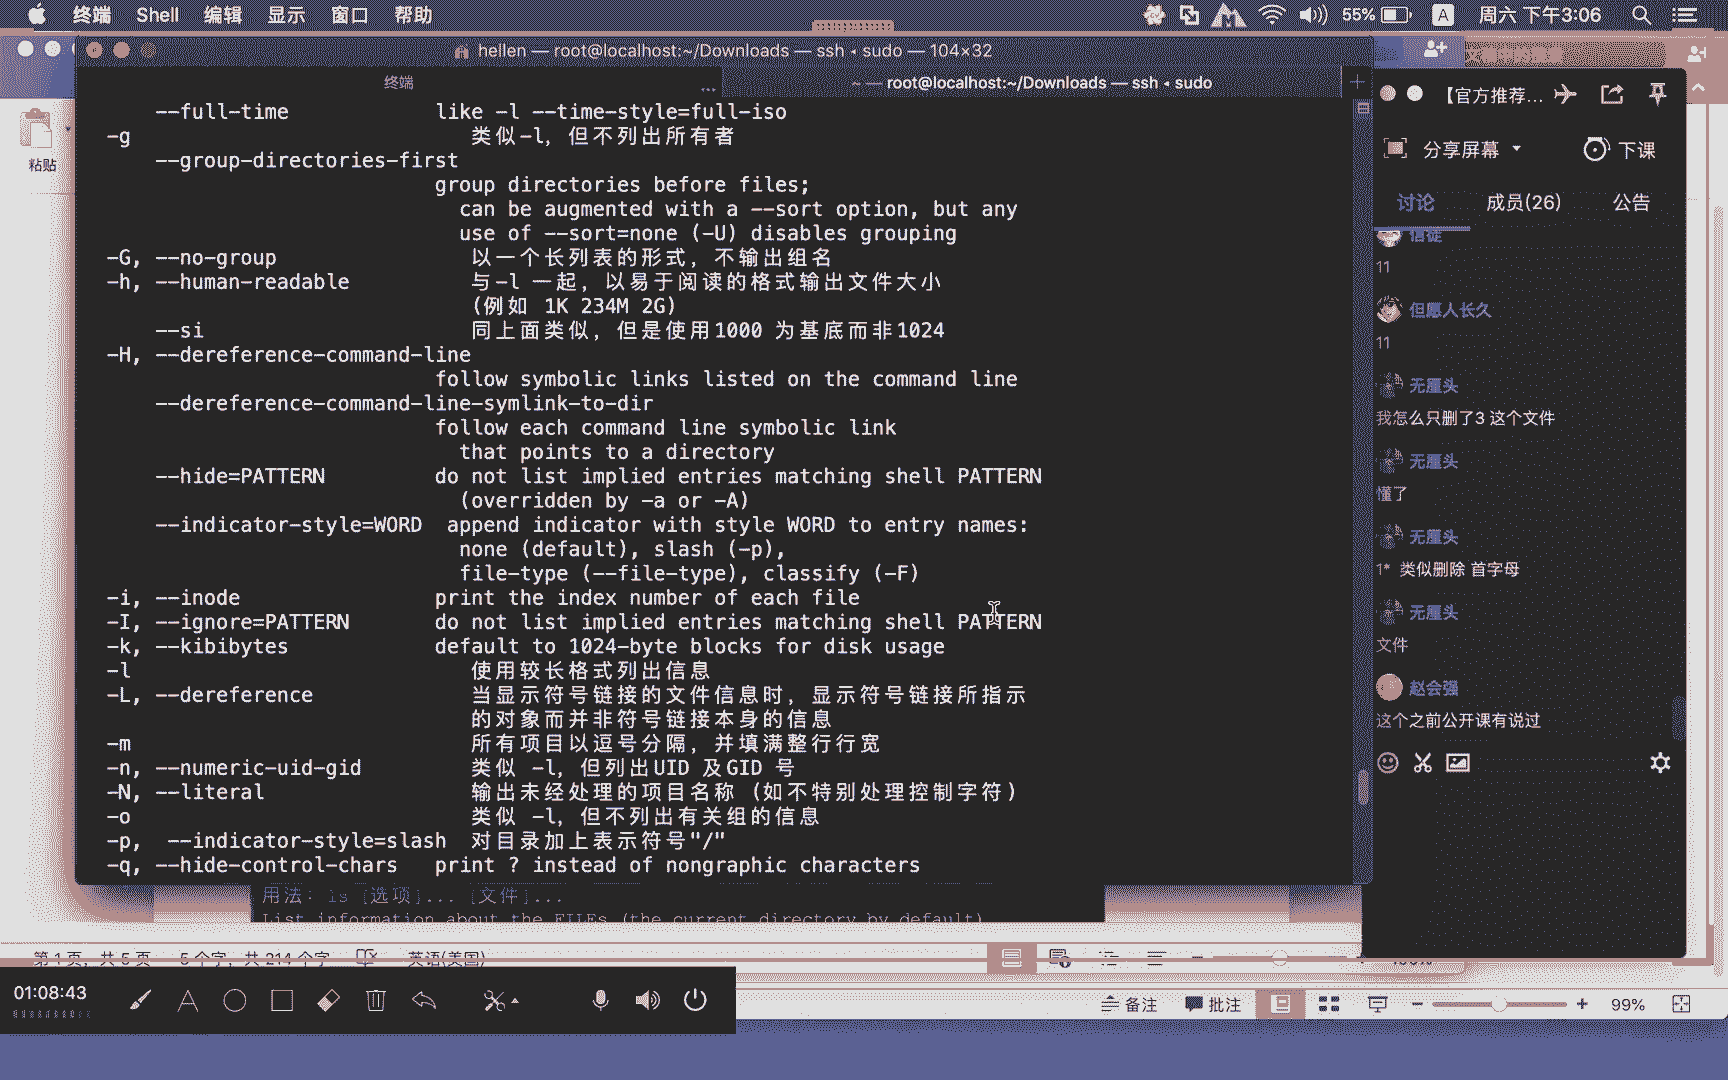 终端 Shell 编辑 显示 窗口 帮助
55% A 周六 下午3:06
hellen — root@localhost:~/Downloads — ssh ◂ sudo — 104×32
终端
~ — root@localhost:~/Downloads — ssh ◂ sudo
粘贴
--full-time like -l --time-style=full-iso
-g 类似-l，但不列出所有者
--group-directories-first
group directories before files;
can be augmented with a --sort option, but any
use of --sort=none (-U) disables grouping
-G, --no-group 以一个长列表的形式，不输出组名
-h, --human-readable 与-l 一起，以易于阅读的格式输出文件大小
(例如 1K 234M 2G)
--si 同上面类似，但是使用1000 为基底而非1024
-H, --dereference-command-line
follow symbolic links listed on the command line
--dereference-command-line-symlink-to-dir
follow each command line symbolic link
that points to a directory
--hide=PATTERN do not list implied entries matching shell PATTERN
(overridden by -a or -A)
--indicator-style=WORD append indicator with style WORD to entry names:
none (default), slash (-p),
file-type (--file-type), classify (-F)
-i, --inode print the index number of each file
-I, --ignore=PATTERN do not list implied entries matching shell PATTERN
-k, --kibibytes default to 1024-byte blocks for disk usage
-l 使用较长格式列出信息
-L, --dereference 当显示符号链接的文件信息时，显示符号链接所指示
的对象而并非符号链接本身的信息
-m 所有项目以逗号分隔，并填满整行行宽
-n, --numeric-uid-gid 类似 -l，但列出UID 及GID 号
-N, --literal 输出未经处理的项目名称 (如不特别处理控制字符)
-o 类似 -l，但不列出有关组的信息
-p, --indicator-style=slash 对目录加上表示符号"/"
-q, --hide-control-chars print ? instead of nongraphic characters
用法：ls [选项]... [文件]...
List information about the FILEs (the current directory by default)
【官方推荐...
分享屏幕 下课
讨论 成员(26) 公告
信徒
11
但愿人长久
11
无厘头
我怎么只删了3 这个文件
无厘头
懂了
无厘头
1* 类似删除 首字母
无厘头
文件
赵会强
这个之前公开课有说过
第 1 页，共 5 页 5 个字，共 214 个字 英语(美国)
01:08:43
备注 批注 99%